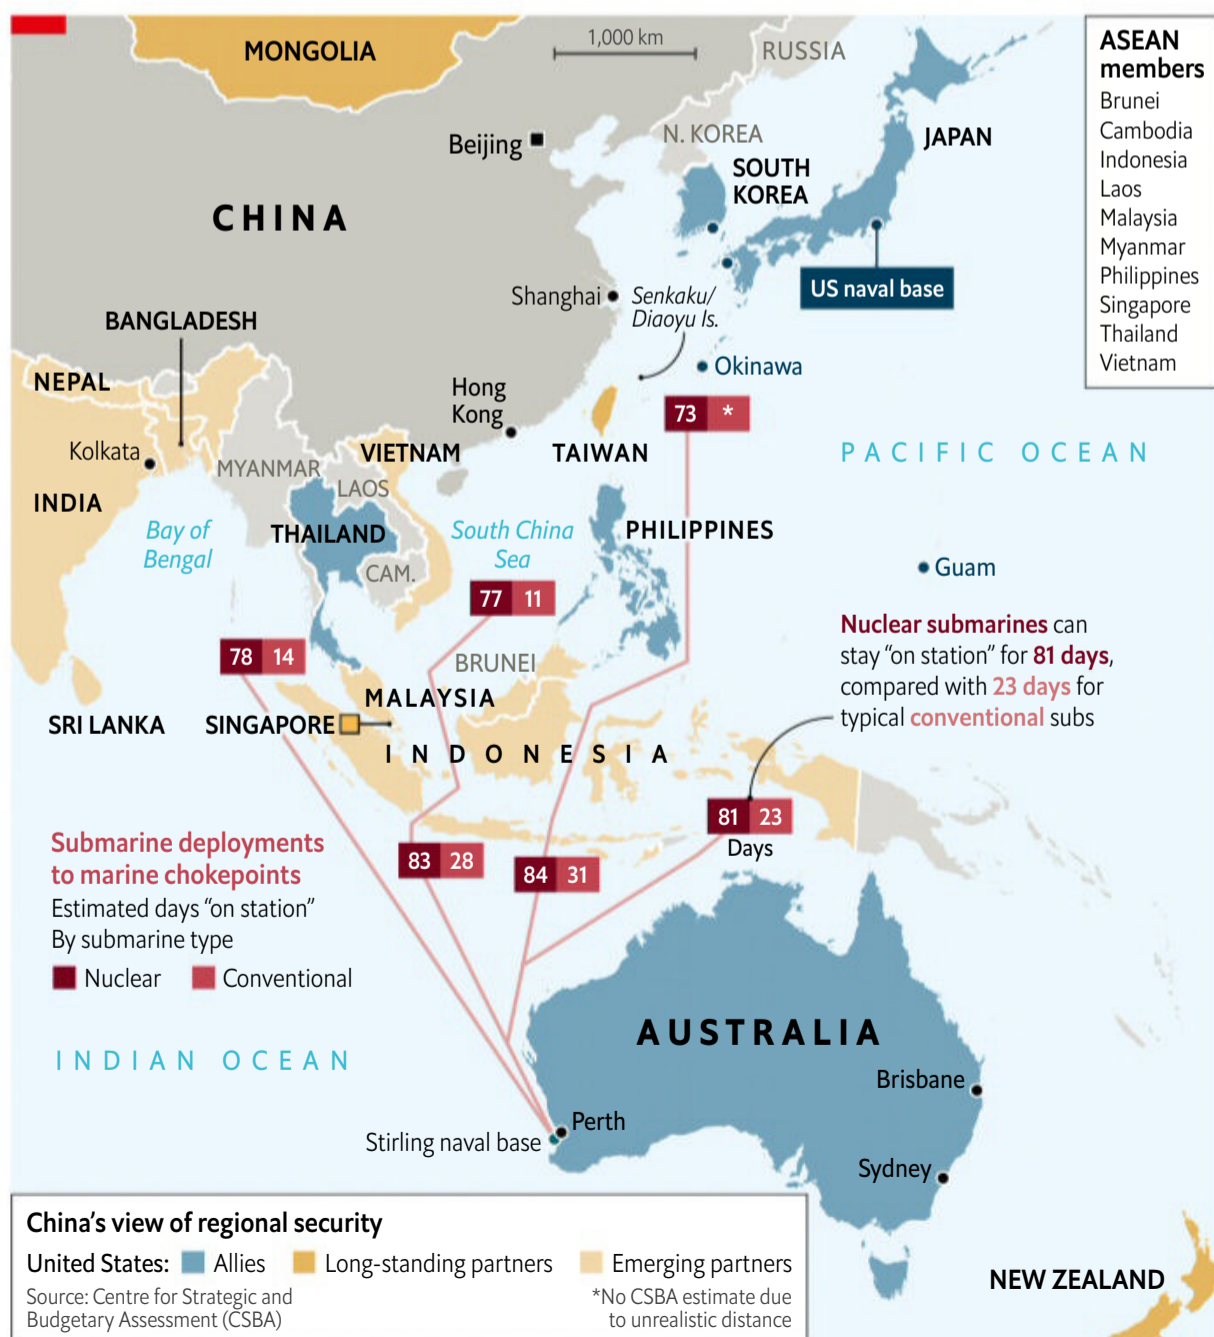 MONGOLIA
1,000 km
RUSSIA
ASEAN
members
Brunei
Cambodia
Indonesia
Laos
Malaysia
Myanmar
Philippines
Singapore
Thailand
Vietnam
Beijing
N. KOREA
JAPAN
SOUTH
KOREA
CHINA
US naval base
Shanghai
Senkaku/
Diaoyu Is.
BANGLADESH
Okinawa
NEPAL
Hong
Kong
73 *
Kolkata
MYANMAR
VIETNAM
TAIWAN
PACIFIC OCEAN
LAOS
INDIA
Bay of
Bengal
THAILAND
South China
Sea
PHILIPPINES
CAM.
Guam
77 11
Nuclear submarines can
stay “on station” for 81 days,
compared with 23 days for
typical conventional subs
78 14
BRUNEI
MALAYSIA
SRI LANKA
SINGAPORE
INDONESIA
81 23
Days
83 28
84 31
Submarine deployments
to marine chokepoints
Estimated days “on station”
By submarine type
Nuclear Conventional
INDIAN OCEAN
AUSTRALIA
Brisbane
Perth
Stirling naval base
Sydney
NEW ZEALAND
China’s view of regional security
United States: Allies Long-standing partners Emerging partners
Source: Centre for Strategic and
Budgetary Assessment (CSBA)
*No CSBA estimate due
to unrealistic distance